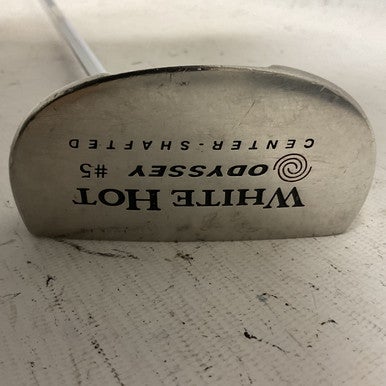 WHITE HOT
ODYSSEY #5
CENTER-SHAFTED